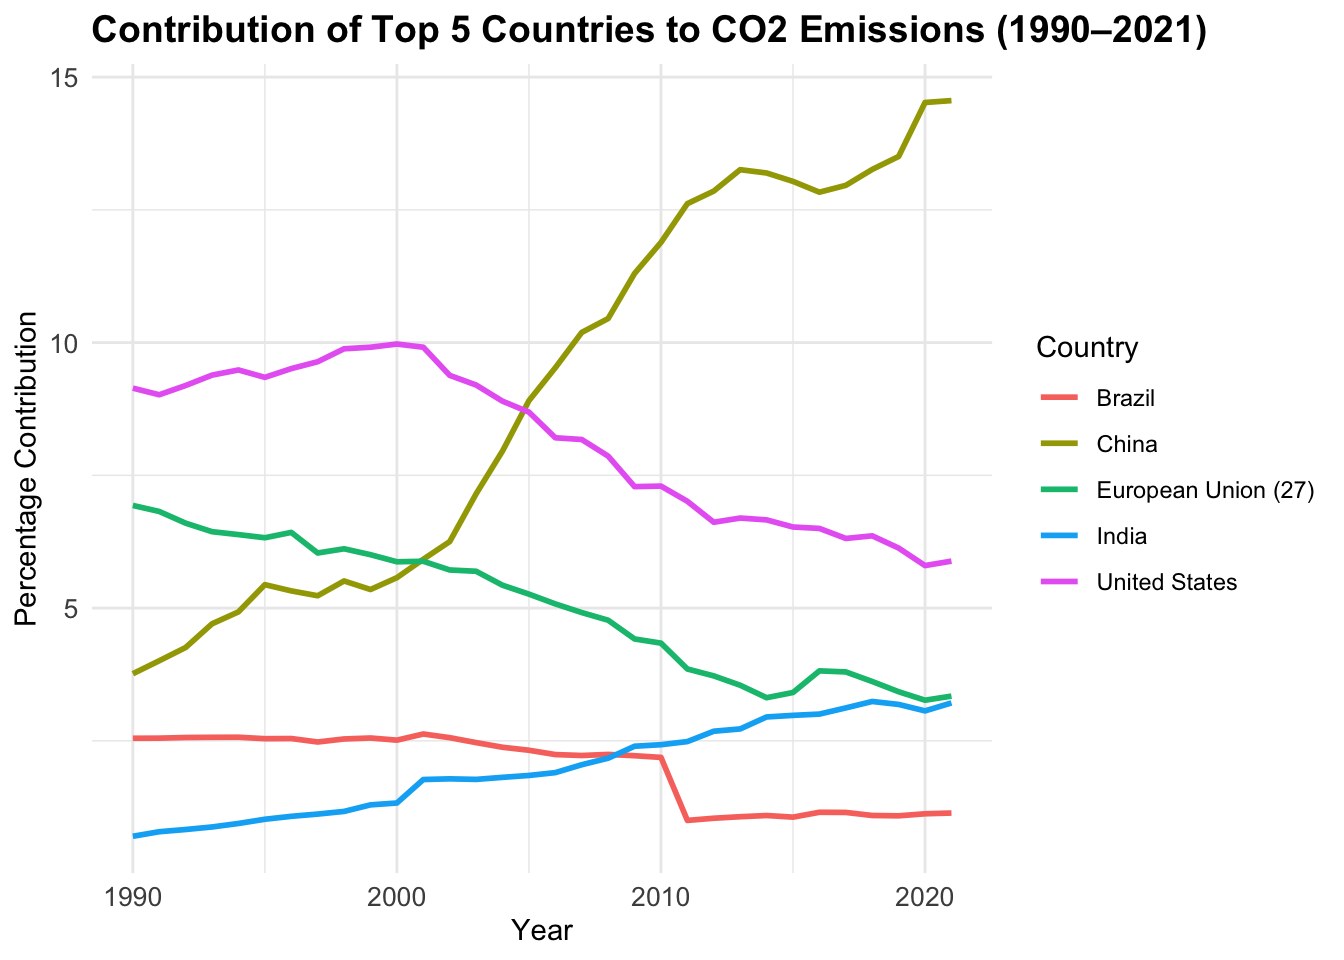 Contribution of Top 5 Countries to CO2 Emissions (1990–2021)
Percentage Contribution
15
10
5
1990 2000 2010 2020
Year
Country
Brazil
China
European Union (27)
India
United States